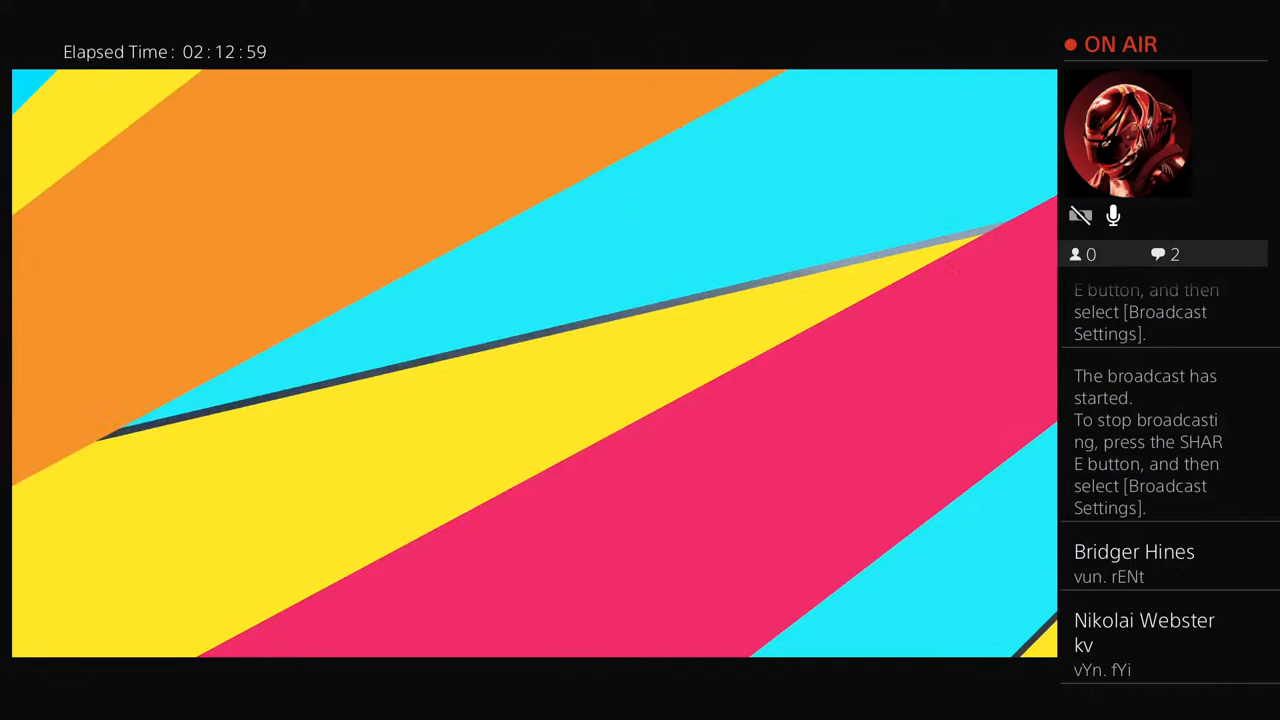 Elapsed Time: 02:12:59
ON AIR
0
2
E button, and then
select [Broadcast
Settings].
The broadcast has
started.
To stop broadcasti
ng, press the SHAR
E button, and then
select [Broadcast
Settings].
Bridger Hines
vun. rENt
Nikolai Webster
kv
vYn. fYi